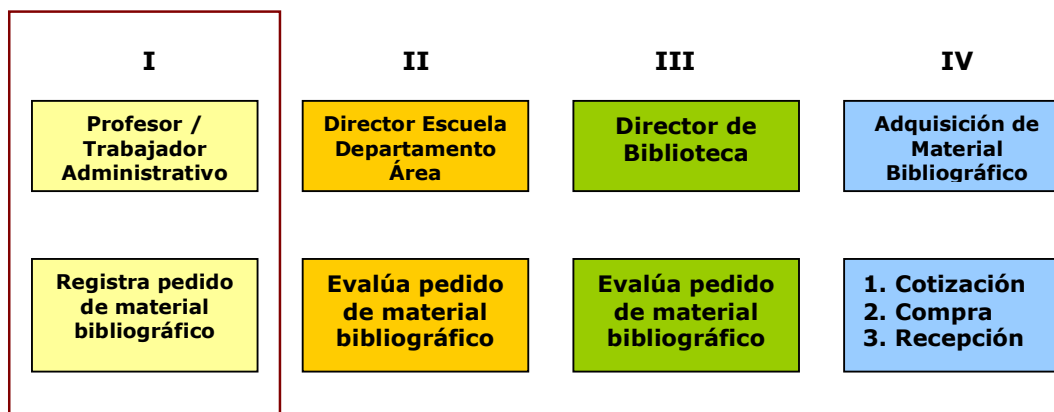 I
II
III
IV
Profesor /
Trabajador
Administrativo
Director Escuela
Departamento
Área
Director de
Biblioteca
Adquisición de
Material
Bibliográfico
Registra pedido
de material
bibliográfico
Evalúa pedido
de material
bibliográfico
Evalúa pedido
de material
bibliográfico
1. Cotización
2. Compra
3. Recepción